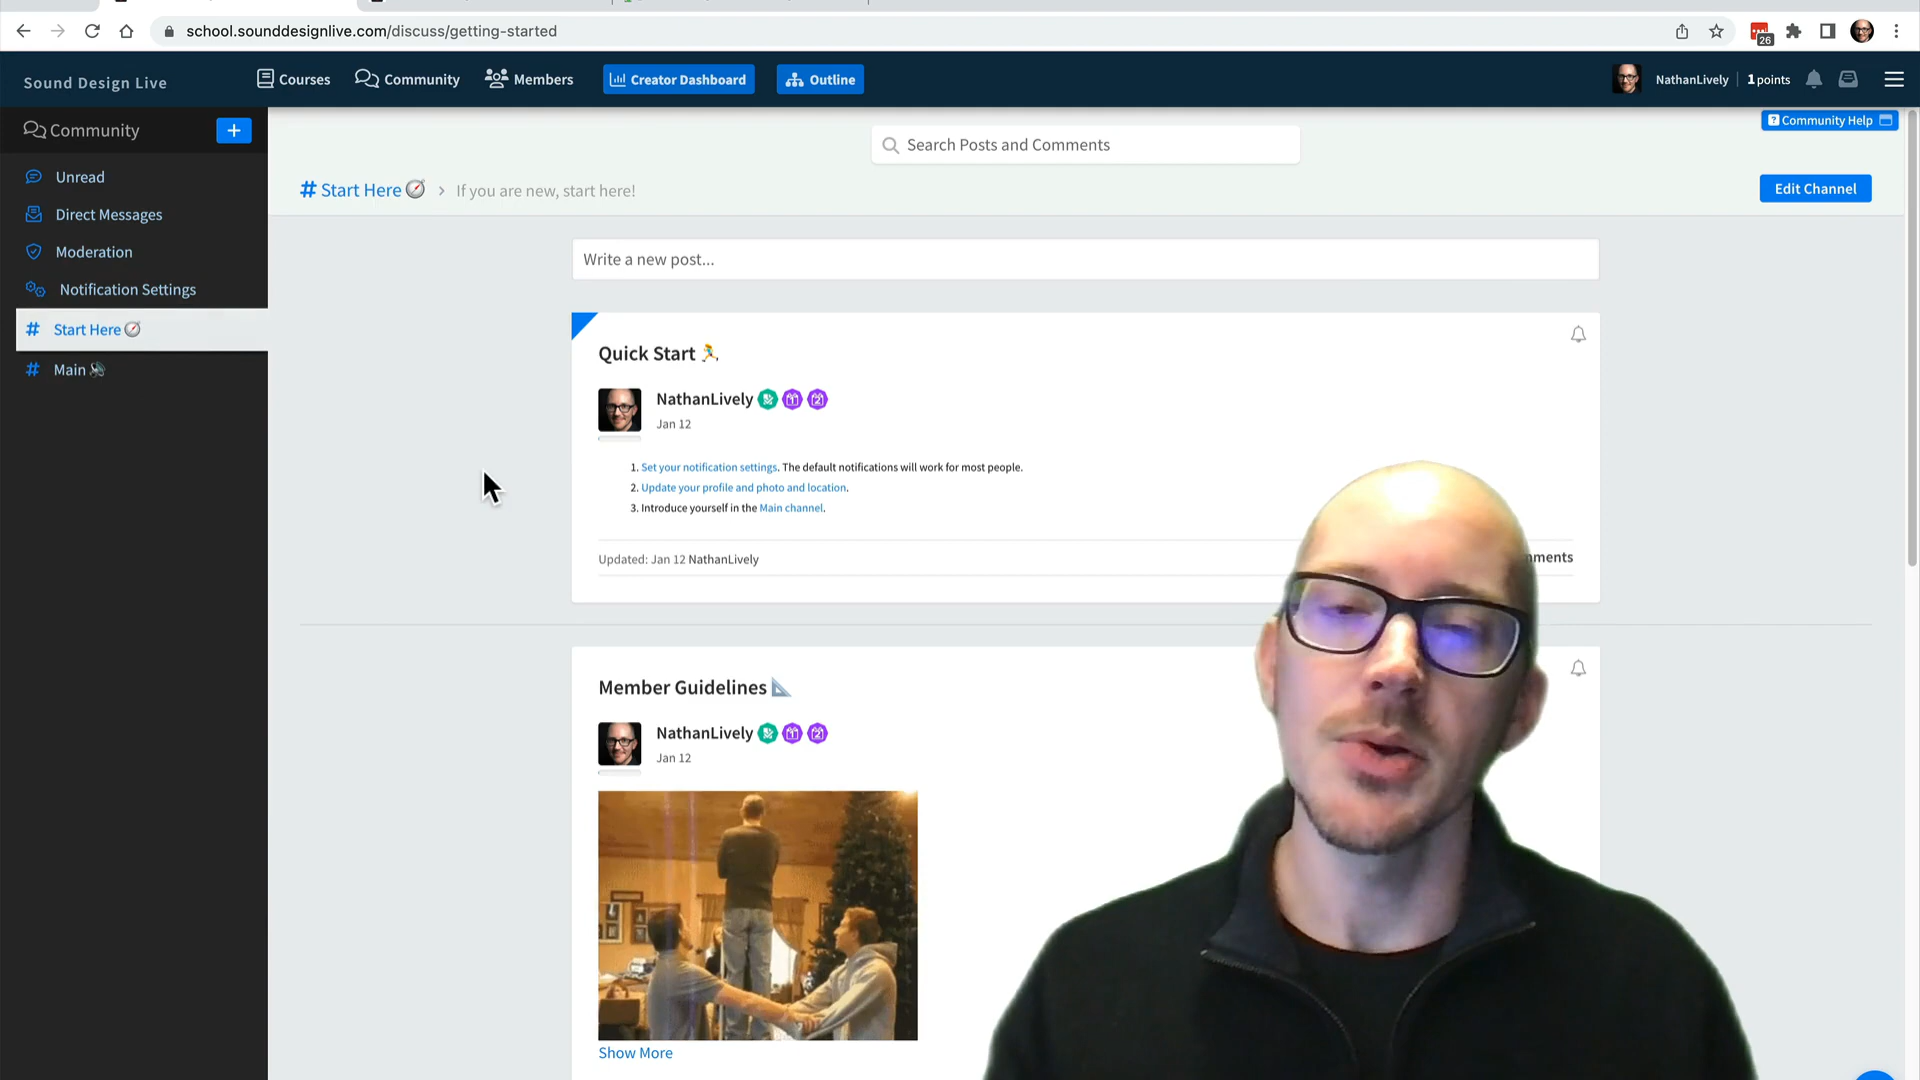 school.sounddesignlive.com/discuss/getting-started
26
Sound Design Live
Courses
Community
Members
Creator Dashboard
Outline
NathanLively
1 points
Community
+
Community Help
Search Posts and Comments
Unread
# Start Here > If you are new, start here!
Edit Channel
Direct Messages
Moderation
Write a new post...
Notification Settings
# Start Here
# Main
Quick Start
NathanLively
Jan 12
1. Set your notification settings. The default notifications will work for most people.
2. Update your profile and photo and location.
3. Introduce yourself in the Main channel.
Updated: Jan 12 NathanLively
Member Guidelines
NathanLively
Jan 12
Show More